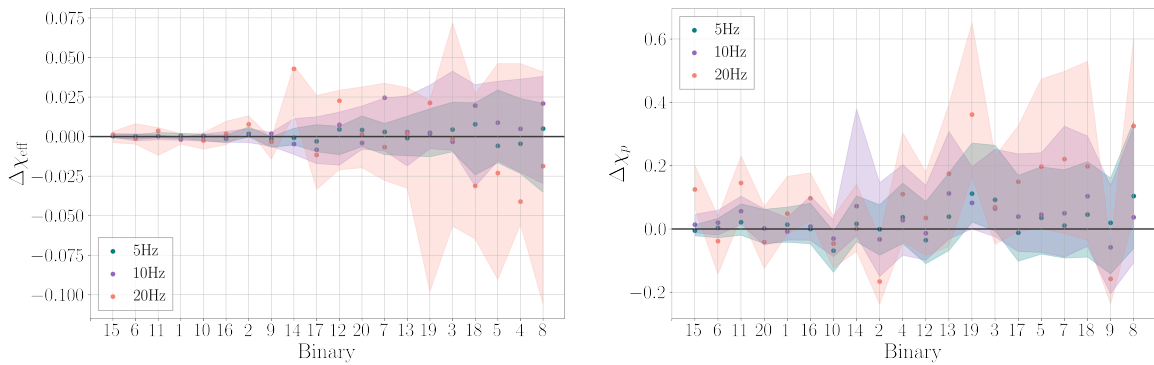 0.075
0.050
0.025
0.000
−0.025
−0.050
−0.075
−0.100
Δχeff
5Hz
10Hz
20Hz
15 6 11 1 10 16 2 9 14 17 12 20 7 13 19 3 18 5 4 8
Binary
0.6
0.4
0.2
0.0
−0.2
Δχp
5Hz
10Hz
20Hz
15 6 11 20 1 16 10 14 2 4 12 13 19 3 17 5 7 18 9 8
Binary